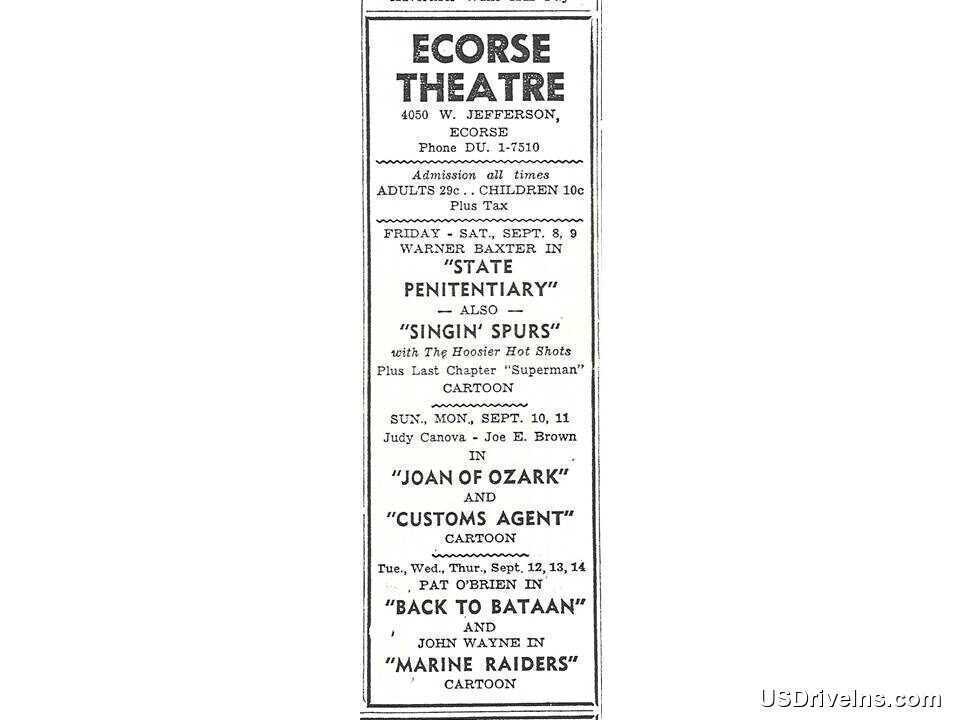 ECORSE
THEATRE
4050 W. JEFFERSON,
ECORSE
Phone DU. 1-7510
Admission all times
ADULTS 29c . . CHILDREN 10c
Plus Tax
FRIDAY - SAT., SEPT. 8, 9
WARNER BAXTER IN
"STATE
PENITENTIARY"
— ALSO —
"SINGIN' SPURS"
with The Hoosier Hot Shots
Plus Last Chapter "Superman"
CARTOON
SUN., MON., SEPT. 10, 11
Judy Canova - Joe E. Brown
IN
"JOAN OF OZARK"
AND
"CUSTOMS AGENT"
CARTOON
Tue., Wed., Thur., Sept. 12, 13, 14
PAT O'BRIEN IN
"BACK TO BATAAN"
AND
JOHN WAYNE IN
"MARINE RAIDERS"
CARTOON
USDriveIns.com